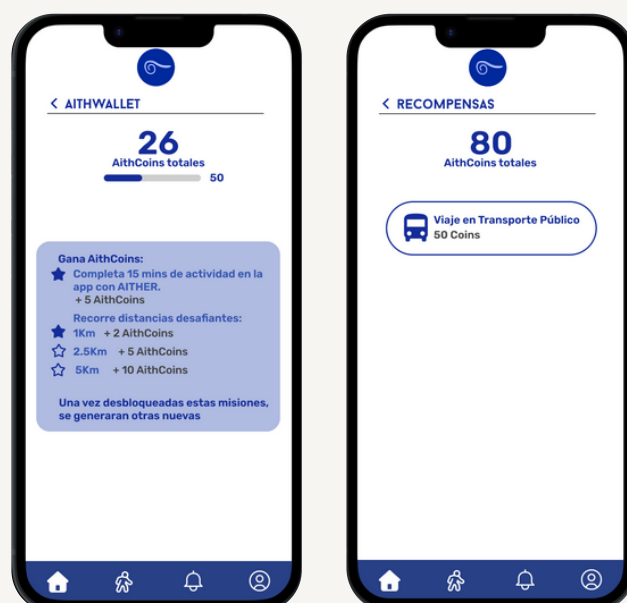 < AITHWALLET
26
AithCoins totales
50
Gana AithCoins:
Completa 15 mins de actividad en la
app con AITHER.
+ 5 AithCoins
Recorre distancias desafiantes:
1Km + 2 AithCoins
2.5Km + 5 AithCoins
5Km + 10 AithCoins
Una vez desbloqueadas estas misiones,
se generaran otras nuevas
< RECOMPENSAS
80
AithCoins totales
Viaje en Transporte Público
50 Coins